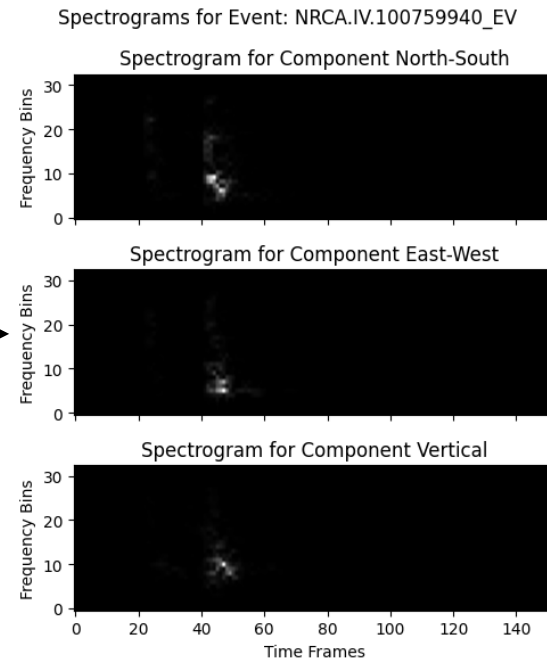 Spectrograms for Event: NRCA.IV.100759940_EV
Spectrogram for Component North-South
30
20
10
0
Frequency Bins
Spectrogram for Component East-West
30
20
10
0
Frequency Bins
Spectrogram for Component Vertical
30
20
10
0
Frequency Bins
0 20 40 60 80 100 120 140
Time Frames